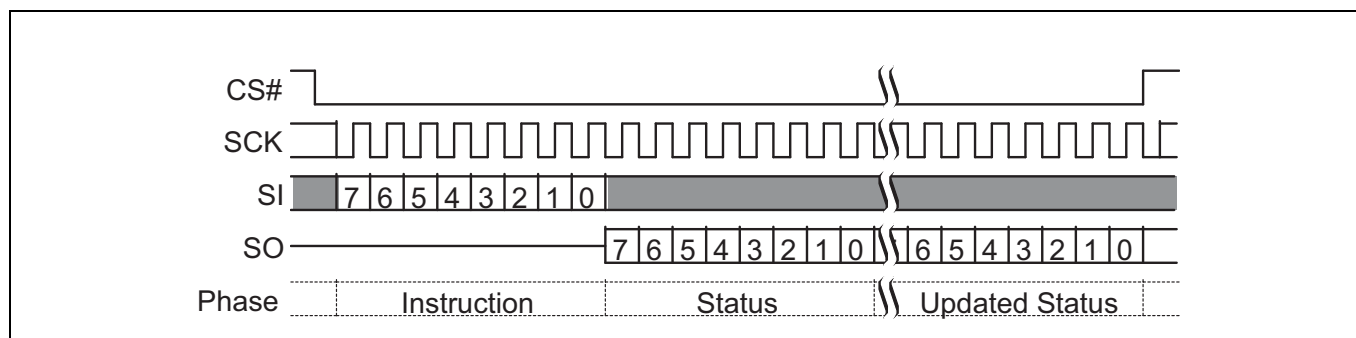 CS#
SCK
SI 7 6 5 4 3 2 1 0
SO 7 6 5 4 3 2 1 0 6 5 4 3 2 1 0
Phase Instruction Status Updated Status